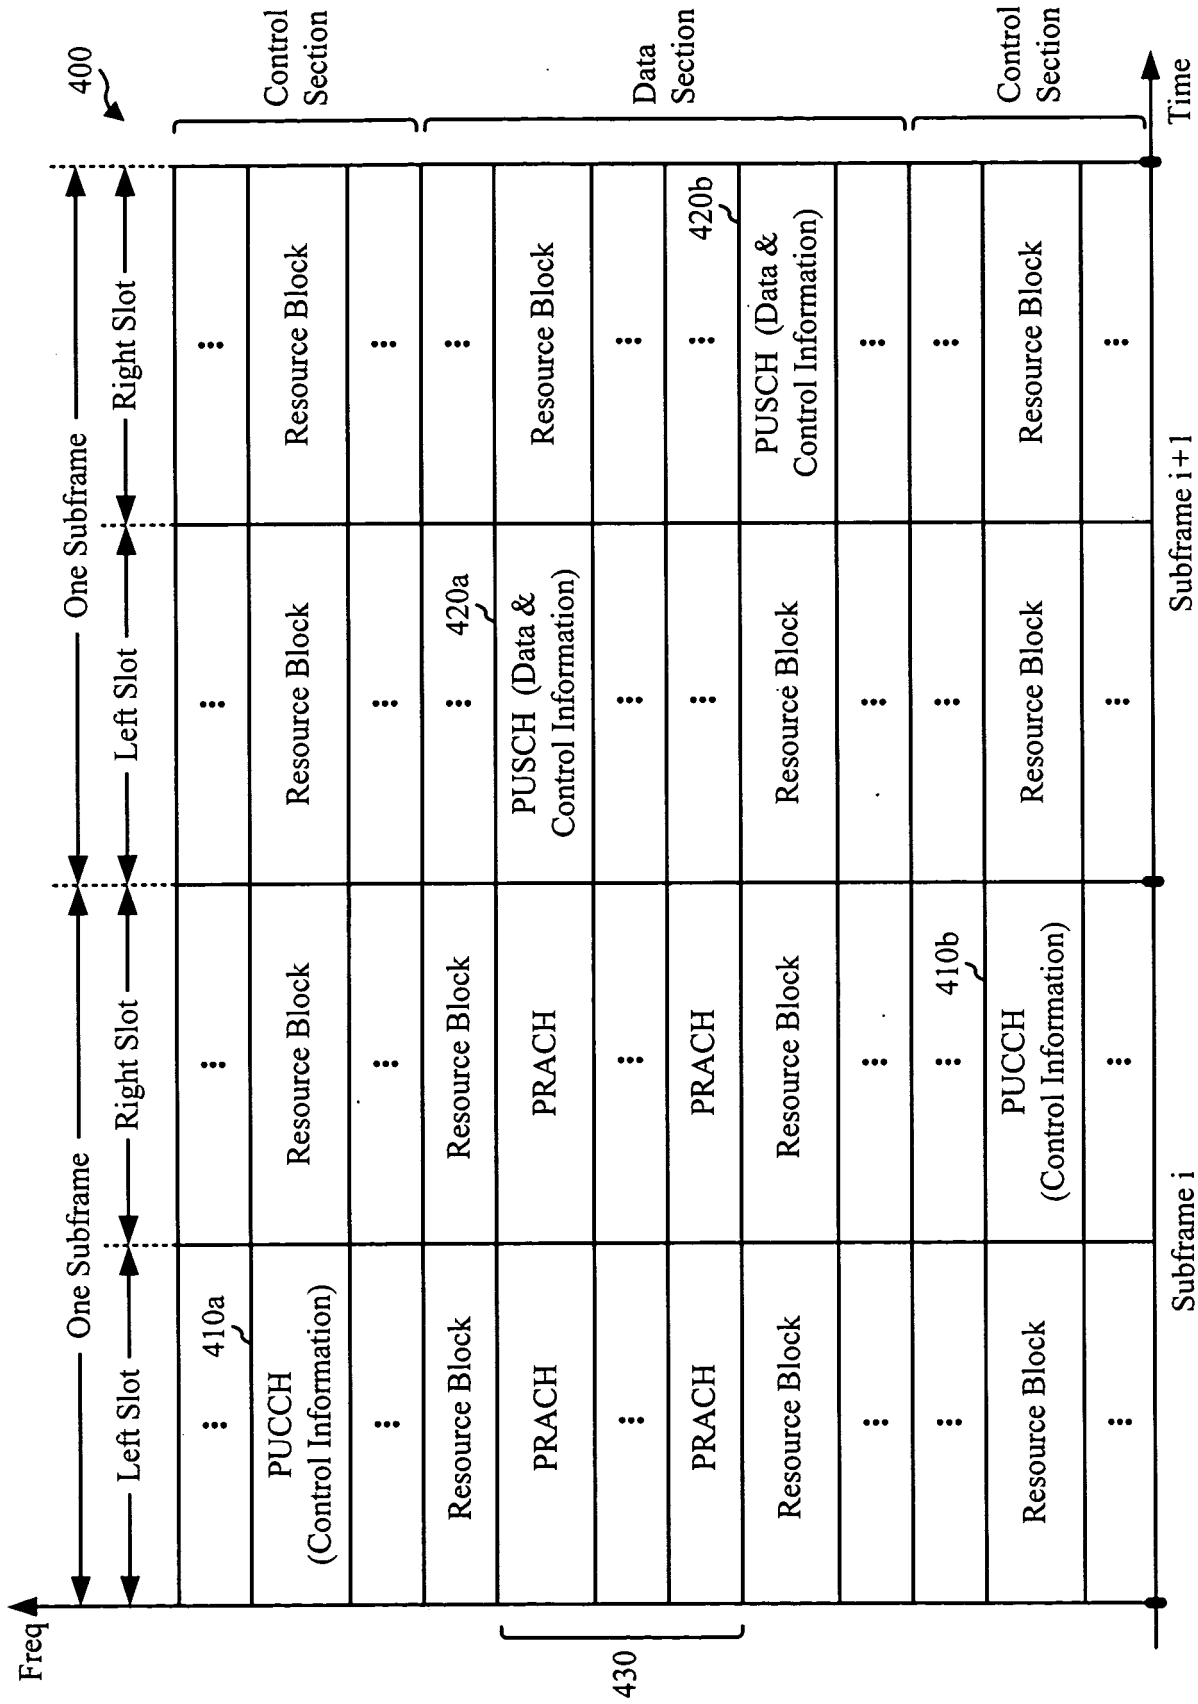 400
Freq
One Subframe
One Subframe
Left Slot
Right Slot
Left Slot
Right Slot
...
410a
...
...
...
Control
Section
PUCCH
(Control Information)
Resource Block
Resource Block
Resource Block
...
...
...
...
Resource Block
Resource Block
...
420a
...
Data
Section
430
PRACH
PRACH
PUSCH (Data &
Control Information)
Resource Block
...
...
...
...
PRACH
PRACH
...
...
420b
Resource Block
Resource Block
Resource Block
PUSCH (Data &
Control Information)
...
...
...
...
...
...
410b
...
...
Control
Section
Resource Block
PUCCH
(Control Information)
Resource Block
Resource Block
...
...
...
...
Subframe i
Subframe i+1
Time